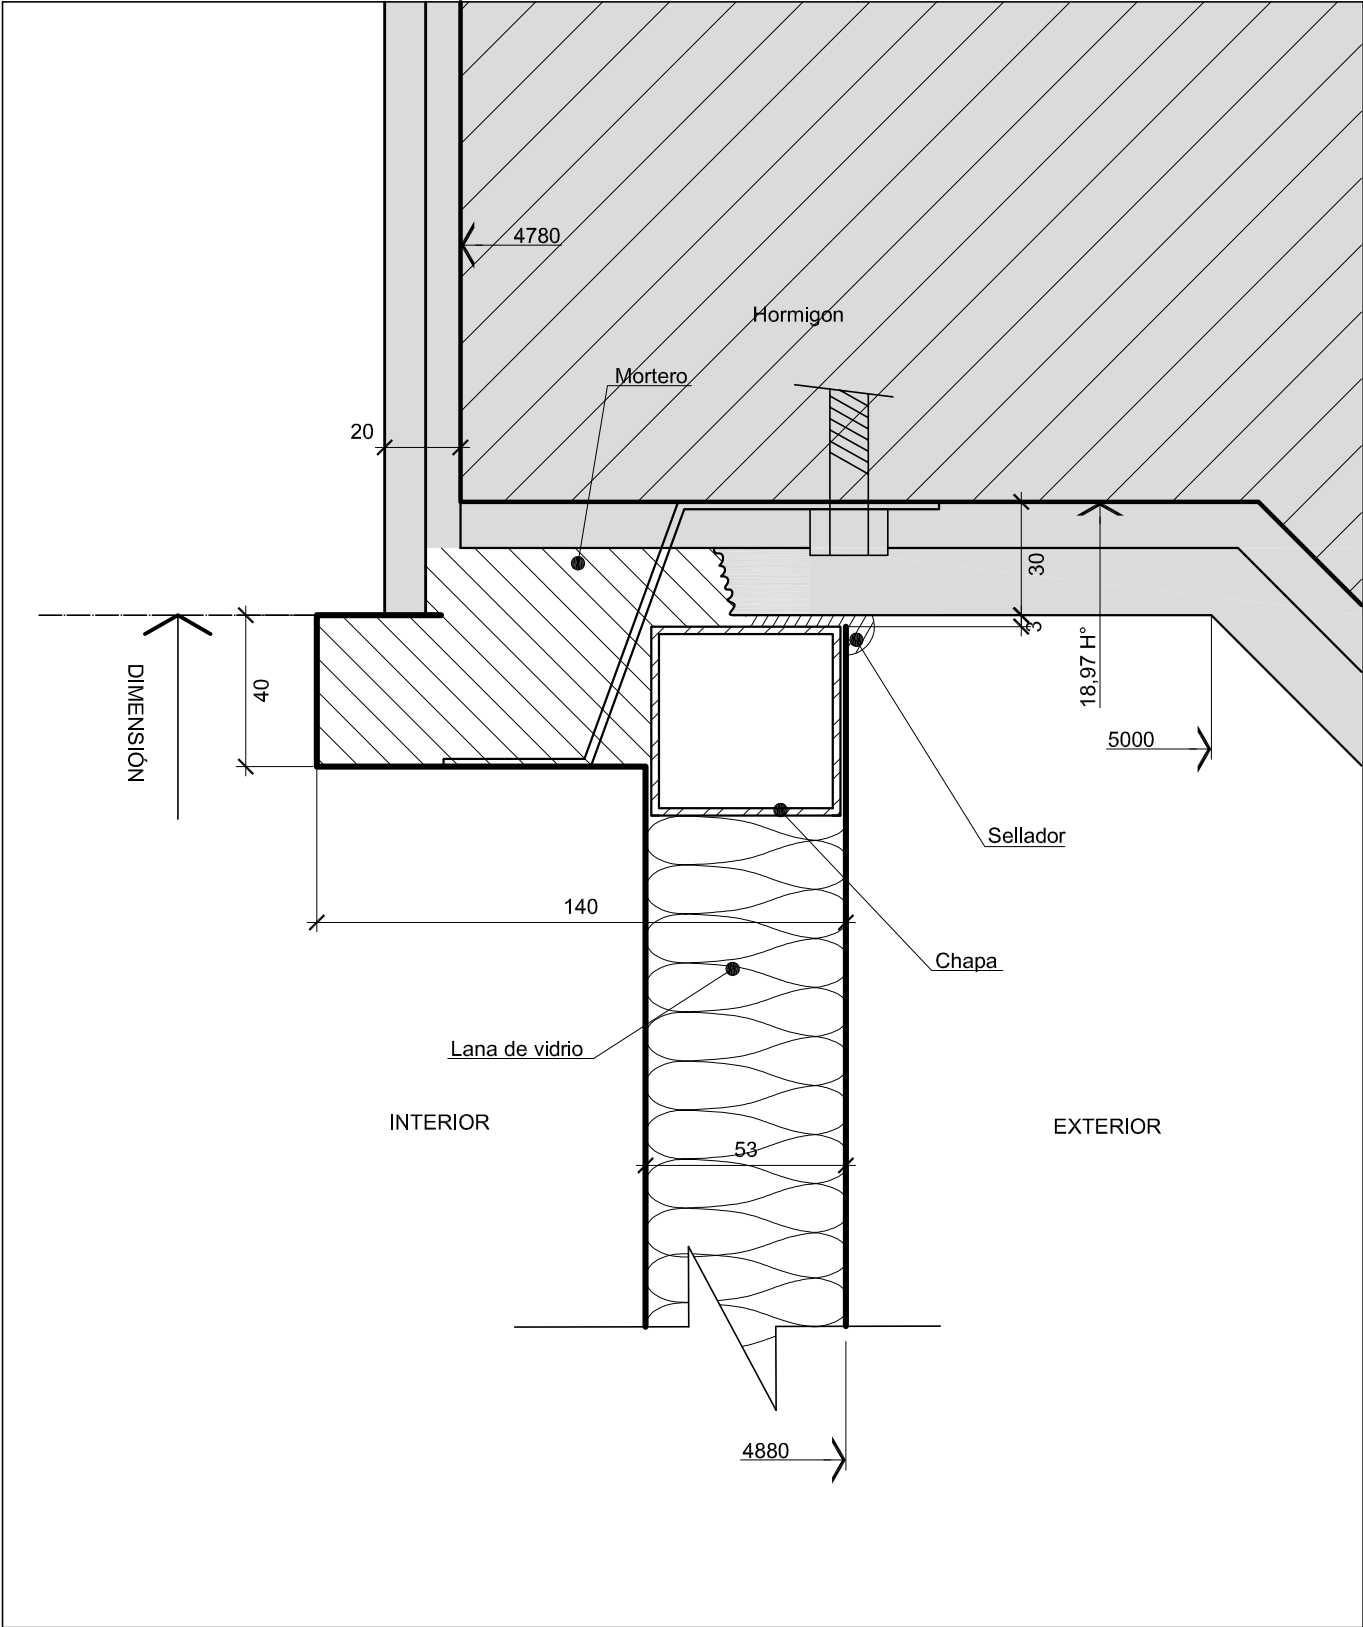 4780
Hormigon
Mortero
20
30
3
18,97 H°
DIMENSIÓN
40
5000
Sellador
140
Chapa
Lana de vidrio
INTERIOR
EXTERIOR
53
4880